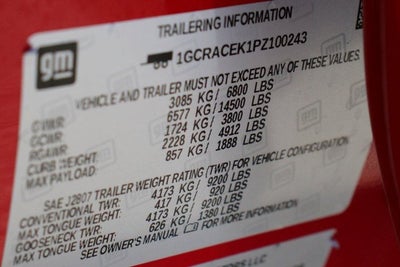 TRAILERING INFORMATION
gm
1GCRACEK1PZ100243
VEHICLE AND TRAILER MUST NOT EXCEED ANY OF THESE VALUES
GVWR: 3085 KG/ 6800 LBS
GCWR: 6577 KG/ 14500 LBS
RGAWR: 1724 KG/ 3800 LBS
CURB WEIGHT: 2228 KG/ 4912 LBS
MAX PAYLOAD: 857 KG/ 1888 LBS
SAE J2807 TRAILER WEIGHT RATING (TWR) FOR VEHICLE CONFIGURATION
CONVENTIONAL TWR: 4173 KG/ 9200 LBS
MAX TONGUE WEIGHT: 417 KG/ 920 LBS
GOOSENECK TWR: 4173 KG/ 9200 LBS
MAX TONGUE WEIGHT: 626 KG/ 1380 LBS
SEE OWNER'S MANUAL FOR MORE INFORMATION
LLC